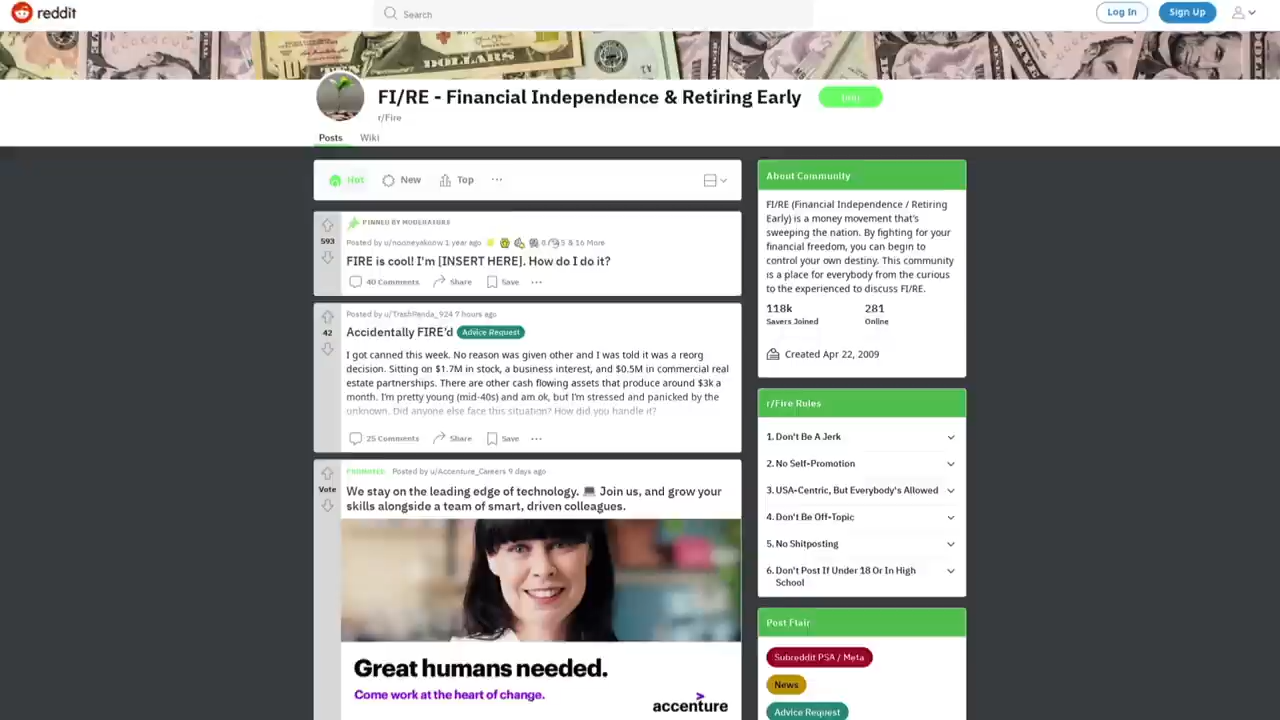 reddit
Search
Log In
Sign Up
DOLLARS
FI/RE - Financial Independence & Retiring Early
Join
r/Fire
Posts
Wiki
Hot
New
Top
PINNED BY MODERATORS
593
Posted by u/nooneyaknow 1 year ago
& 16 More
FIRE is cool! I'm [INSERT HERE]. How do I do it?
40 Comments
Share
Save
Posted by u/TrashPanda_924 7 hours ago
42
Accidentally FIRE'd
Advice Request
I got canned this week. No reason was given other and I was told it was a reorg
decision. Sitting on $1.7M in stock, a business interest, and $0.5M in commercial real
estate partnerships. There are other cash flowing assets that produce around $3k a
month. I'm pretty young (mid-40s) and am ok, but I'm stressed and panicked by the
unknown. Did anyone else face this situation? How did you handle it?
25 Comments
Share
Save
PROMOTED
Posted by u/Accenture_Careers 9 days ago
Vote
We stay on the leading edge of technology. 💻 Join us, and grow your
skills alongside a team of smart, driven colleagues.
Great humans needed.
Come work at the heart of change.
accenture
About Community
FI/RE (Financial Independence / Retiring
Early) is a money movement that's
sweeping the nation. By fighting for your
financial freedom, you can begin to
control your own destiny. This community
is a place for everybody from the curious
to the experienced to discuss FI/RE.
118k
Savers Joined
281
Online
Created Apr 22, 2009
r/Fire Rules
1. Don't Be A Jerk
2. No Self-Promotion
3. USA-Centric, But Everybody's Allowed
4. Don't Be Off-Topic
5. No Shitposting
6. Don't Post If Under 18 Or In High
School
Post Flair
Subreddit PSA / Meta
News
Advice Request